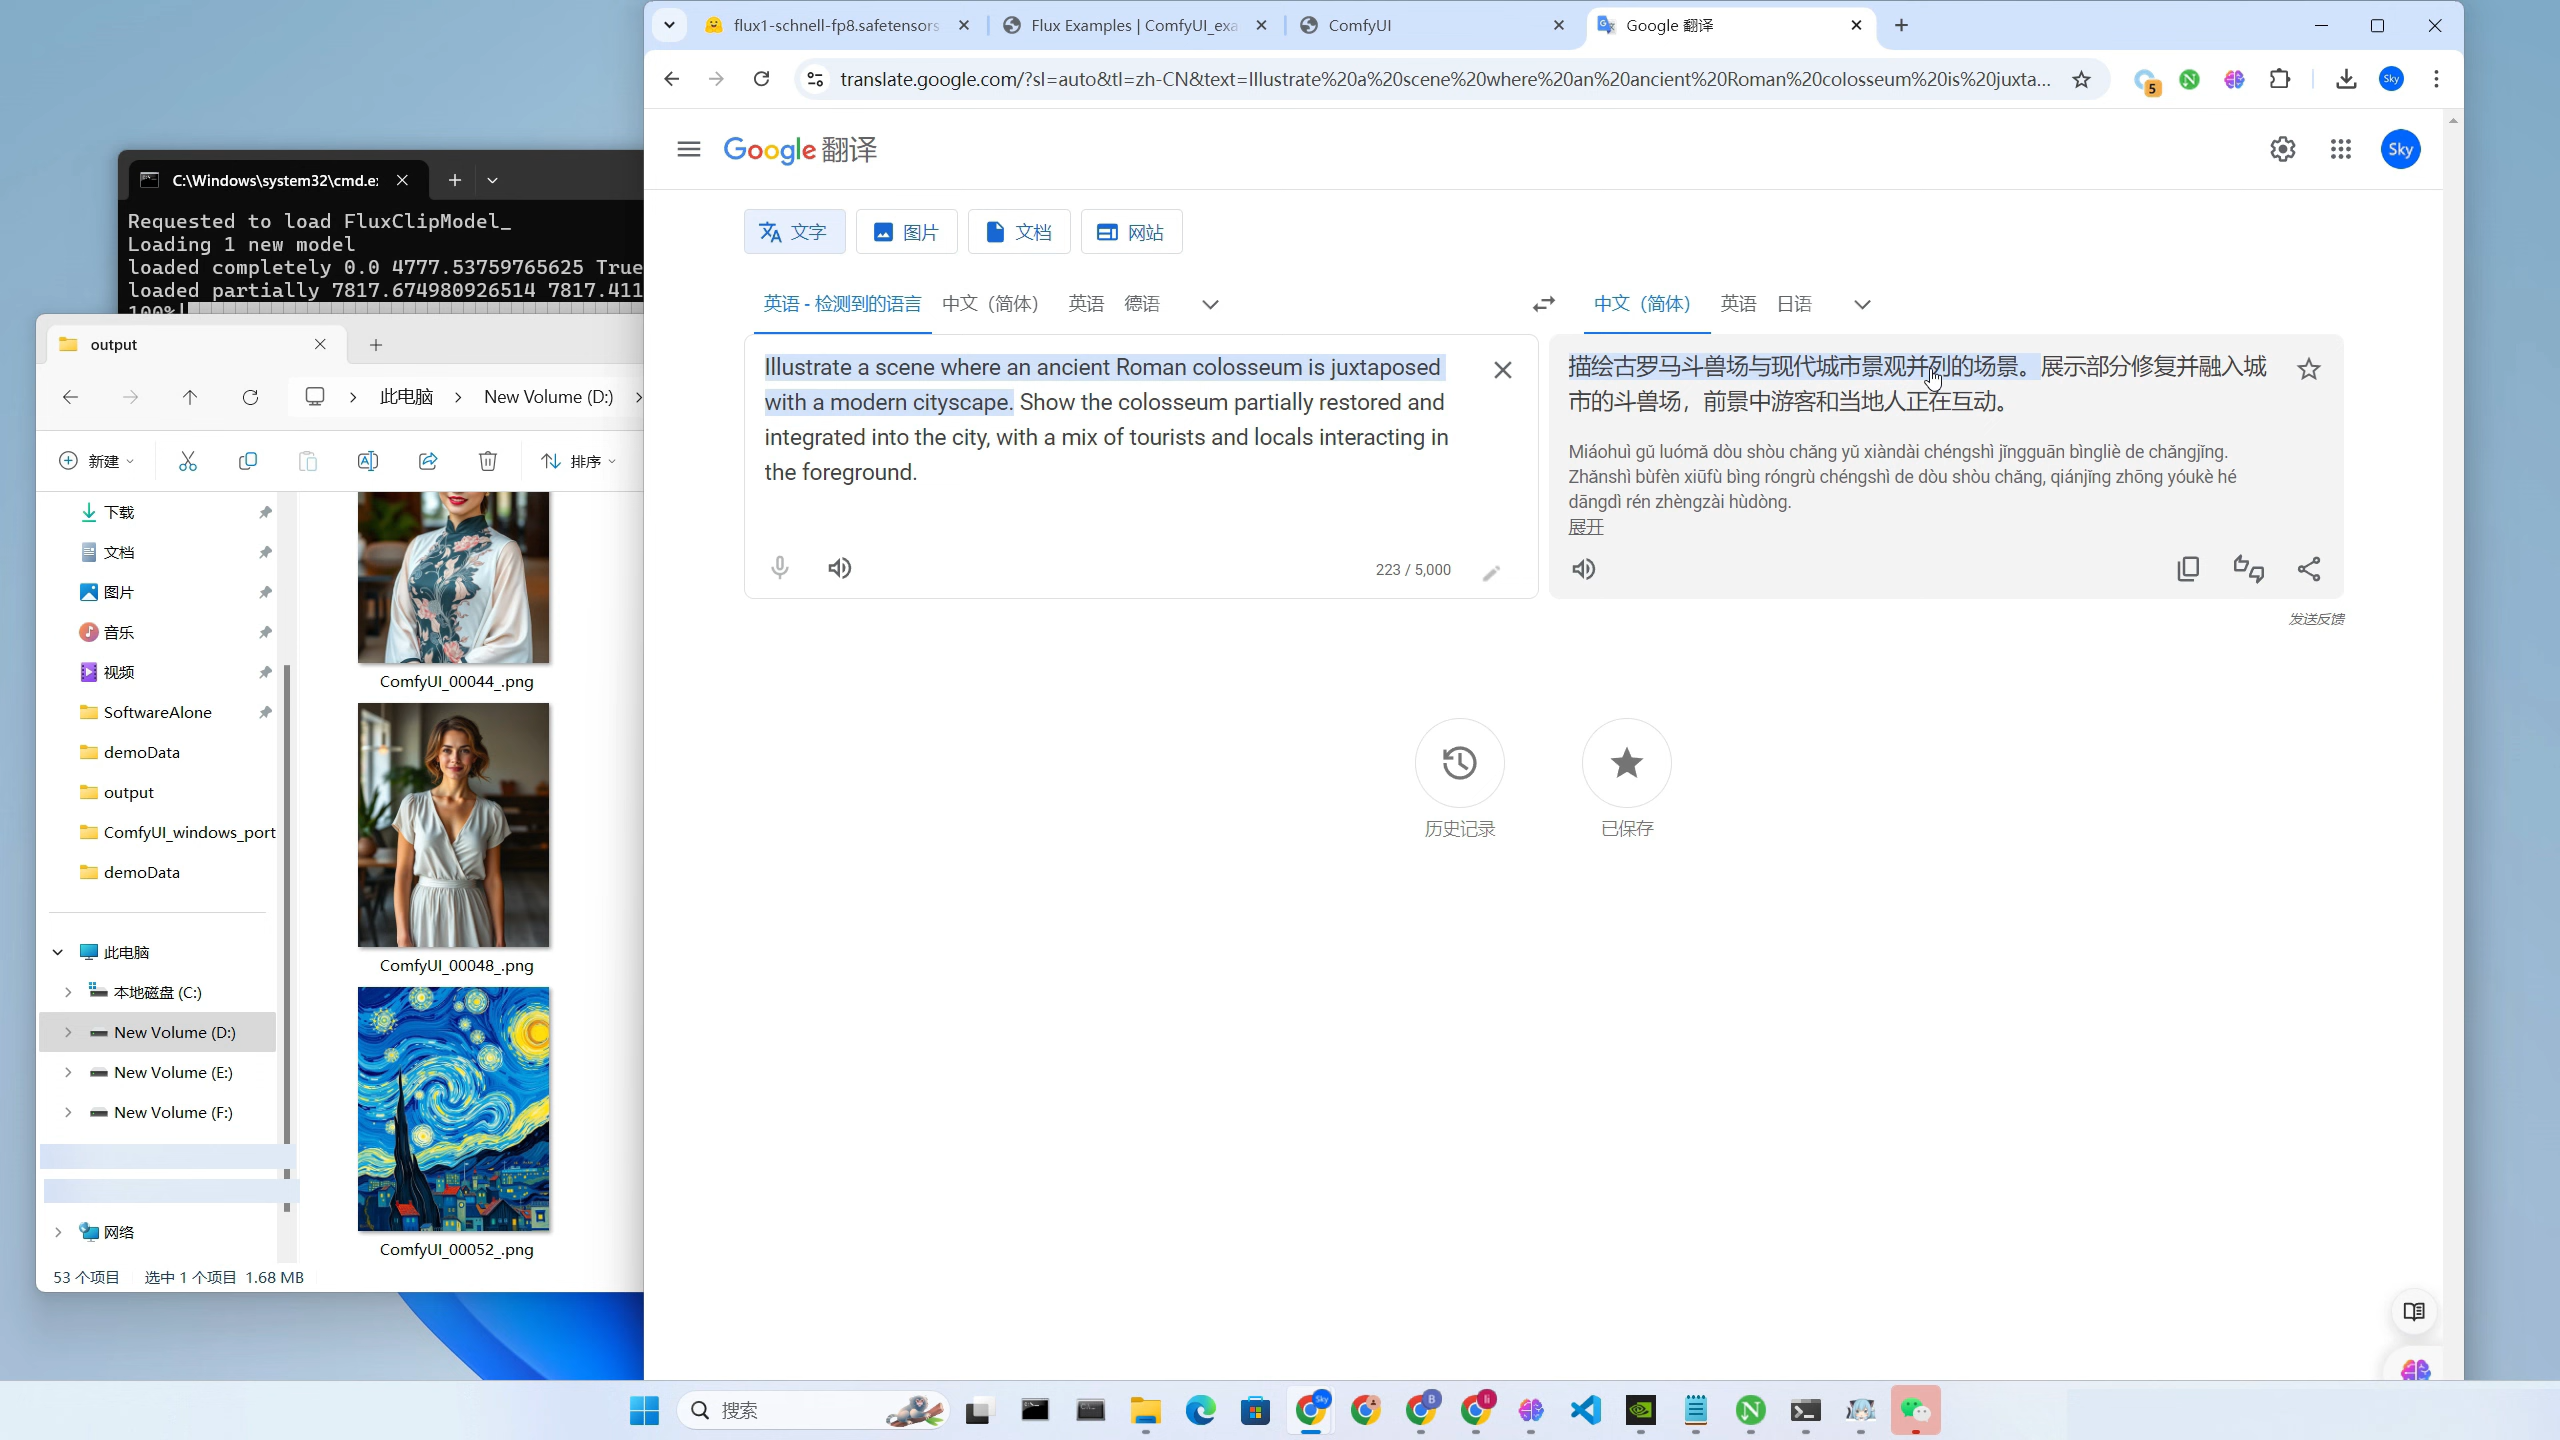 flux1-schnell-fp8.safetensors
Flux Examples | ComfyUI_exa
ComfyUI
Google 翻译
translate.google.com/?sl=auto&tl=zh-CN&text=Illustrate%20a%20scene%20where%20an%20ancient%20Roman%20colosseum%20is%20juxta...
5
Sky
Google 翻译
Sky
C:\Windows\system32\cmd.e
Requested to load FluxClipModel_
Loading 1 new model
loaded completely 0.0 4777.53759765625 True
loaded partially 7817.674980926514 7817.411
100%|
文字
图片
文档
网站
英语 - 检测到的语言
中文（简体）
英语
德语
中文（简体）
英语
日语
Illustrate a scene where an ancient Roman colosseum is juxtaposed
with a modern cityscape. Show the colosseum partially restored and
integrated into the city, with a mix of tourists and locals interacting in
the foreground.
223 / 5,000
描绘古罗马斗兽场与现代城市景观并列的场景。展示部分修复并融入城
市的斗兽场，前景中游客和当地人正在互动。
Miáohuì gǔ luómǎ dòu shòu chǎng yǔ xiàndài chéngshì jǐngguān bìngliè de chǎngjǐng.
Zhǎnshì bùfèn xiūfù bìng róngrù chéngshì de dòu shòu chǎng, qiánjǐng zhōng yóukè hé
dāngdì rén zhèngzài hùdòng.
展开
发送反馈
历史记录
已保存
output
此电脑
New Volume (D:)
新建
排序
下载
文档
图片
音乐
视频
SoftwareAlone
demoData
output
ComfyUI_windows_port
demoData
此电脑
本地磁盘 (C:)
New Volume (D:)
New Volume (E:)
New Volume (F:)
网络
ComfyUI_00044_.png
ComfyUI_00048_.png
ComfyUI_00052_.png
53 个项目
选中 1 个项目 1.68 MB
搜索
Sky
B
li